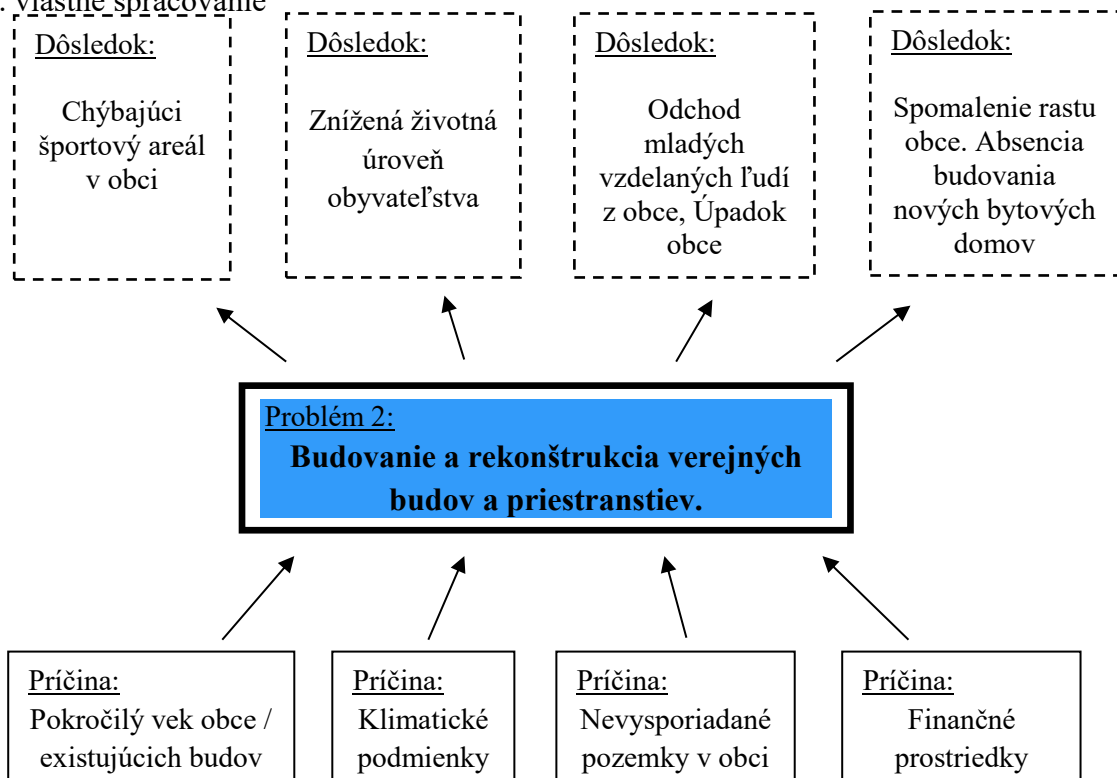 . vlastné spracovanie
Dôsledok:
Chýbajúci
športový areál
v obci
Dôsledok:
Znížená životná
úroveň
obyvateľstva
Dôsledok:
Odchod
mladých
vzdelaných ľudí
z obce, Úpadok
obce
Dôsledok:
Spomalenie rastu
obce. Absencia
budovania
nových bytových
domov
Problém 2:
Budovanie a rekonštrukcia verejných
budov a priestranstiev.
Príčina:
Pokročilý vek obce /
existujúcich budov
Príčina:
Klimatické
podmienky
Príčina:
Nevysporiadané
pozemky v obci
Príčina:
Finančné
prostriedky